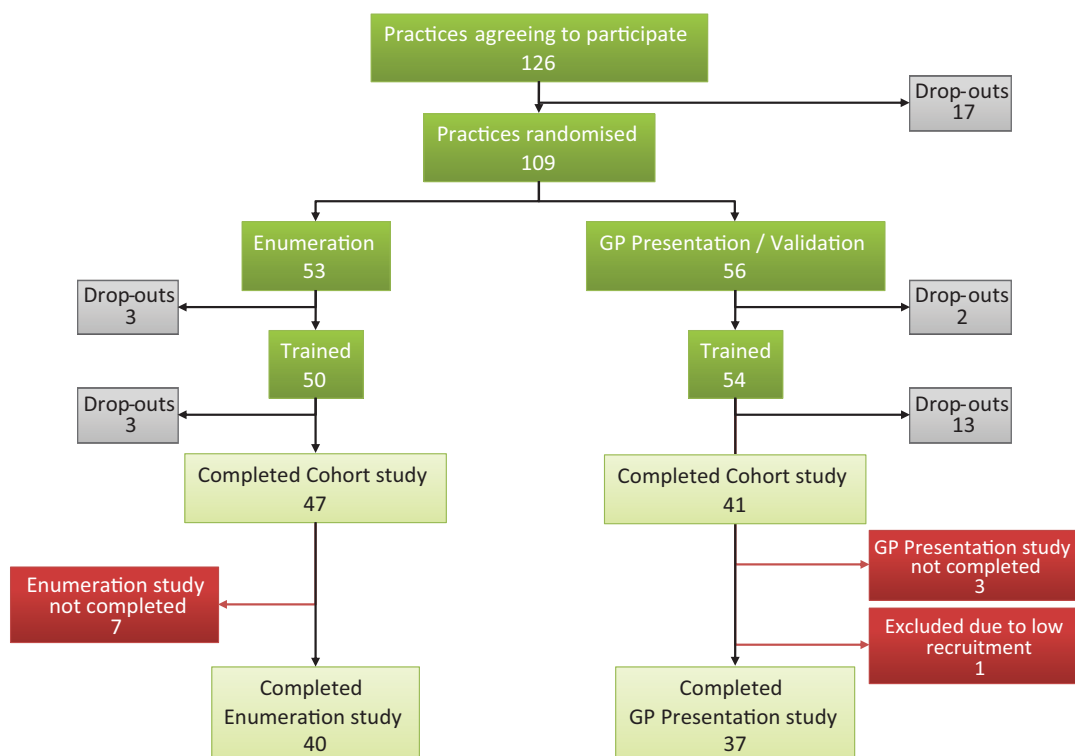 Practices agreeing to participate
126
Drop-outs
17
Practices randomised
109
Enumeration
53
GP Presentation / Validation
56
Drop-outs
3
Drop-outs
2
Trained
50
Trained
54
Drop-outs
3
Drop-outs
13
Completed Cohort study
47
Completed Cohort study
41
GP Presentation study
not completed
3
Enumeration study
not completed
7
Excluded due to low
recruitment
1
Completed
Enumeration study
40
Completed
GP Presentation study
37